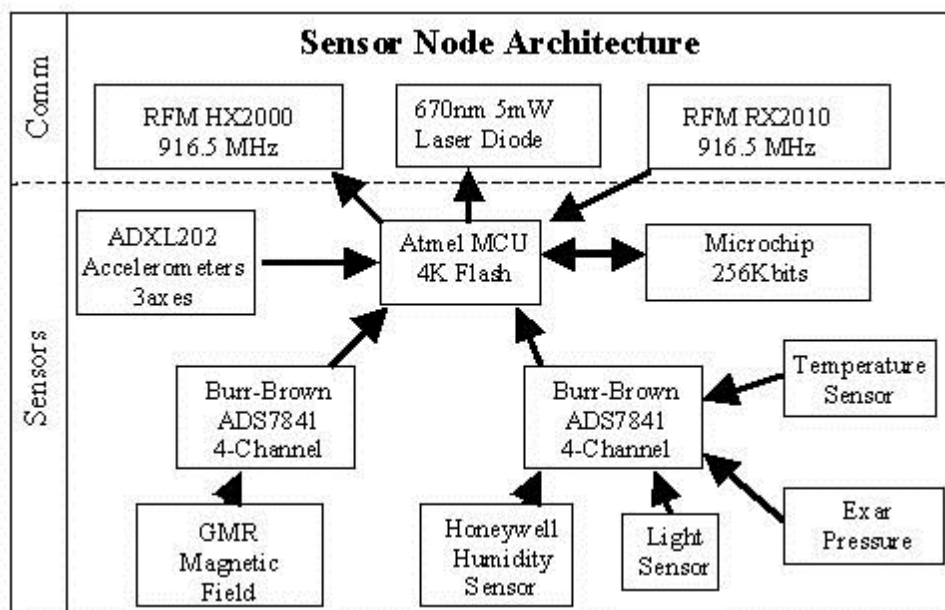 Sensor Node Architecture
Comm
RFM HX2000
916.5 MHz
670nm 5mW
Laser Diode
RFM RX2010
916.5 MHz
Sensors
ADXL202
Accelerometers
3axes
Atmel MCU
4K Flash
Microchip
256Kbits
Burr-Brown
ADS7841
4-Channel
Burr-Brown
ADS7841
4-Channel
Temperature
Sensor
GMR
Magnetic
Field
Honeywell
Humidity
Sensor
Light
Sensor
Exar
Pressure